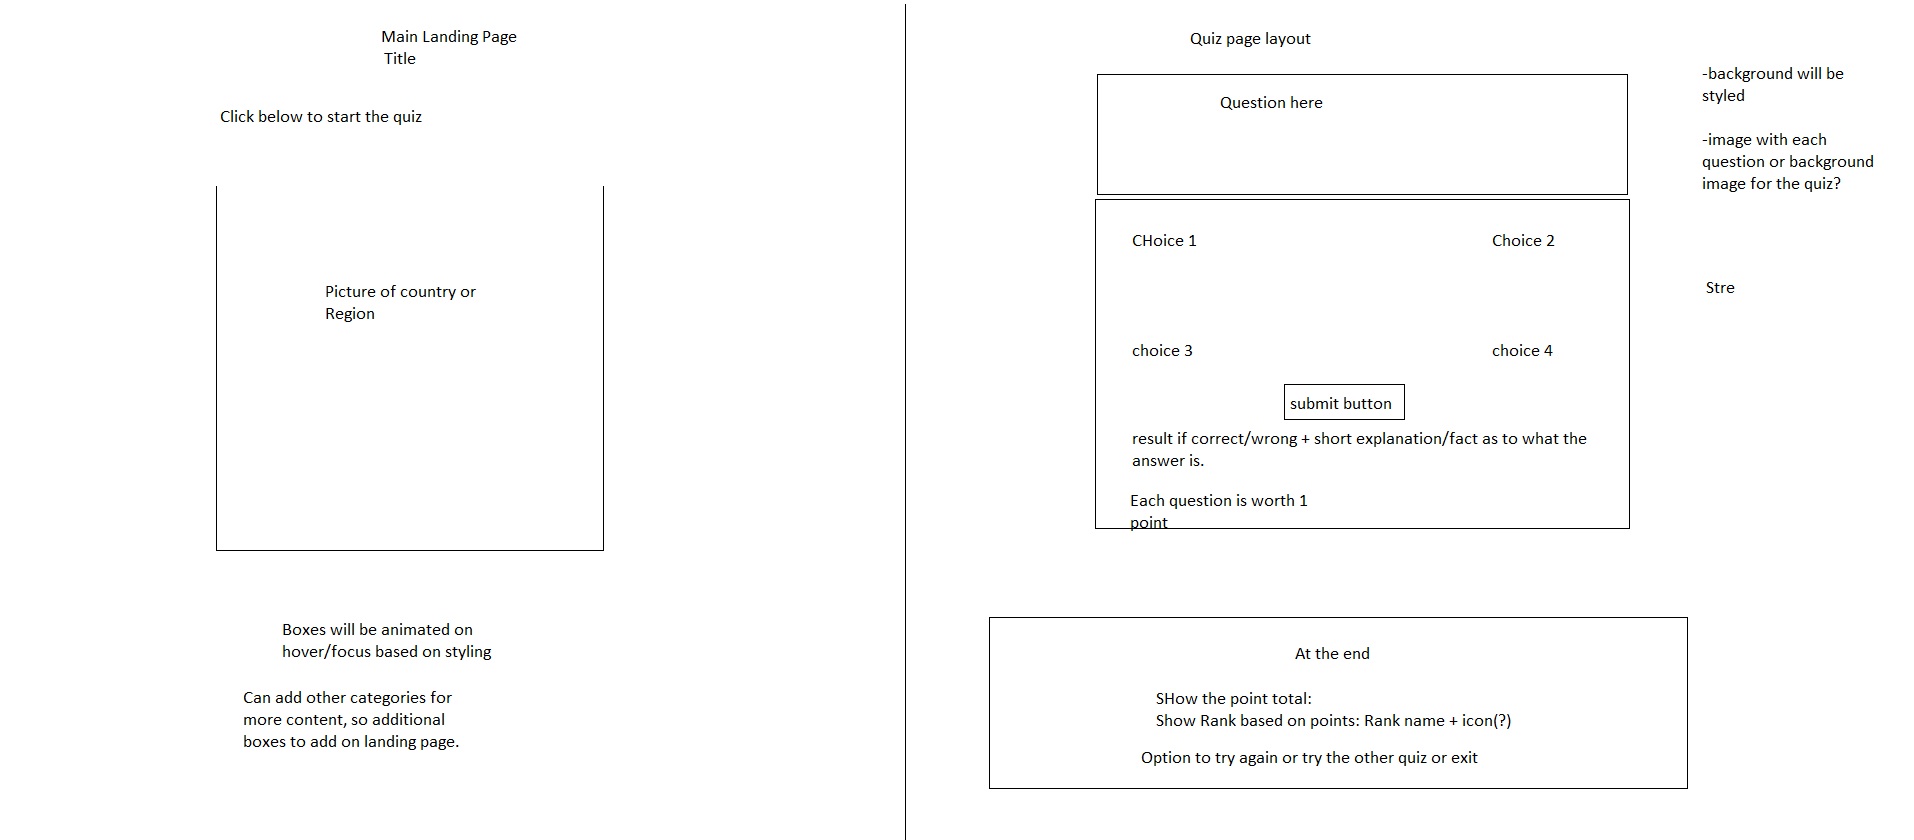 Main Landing Page
Title
Click below to start the quiz
Picture of country or
Region
Boxes will be animated on
hover/focus based on styling
Can add other categories for
more content, so additional
boxes to add on landing page.
Quiz page layout
Question here
CHoice 1
Choice 2
choice 3
choice 4
submit button
result if correct/wrong + short explanation/fact as to what the
answer is.
Each question is worth 1
point
At the end
SHow the point total:
Show Rank based on points: Rank name + icon(?)
Option to try again or try the other quiz or exit
-background will be
styled
-image with each
question or background
image for the quiz?
Stre